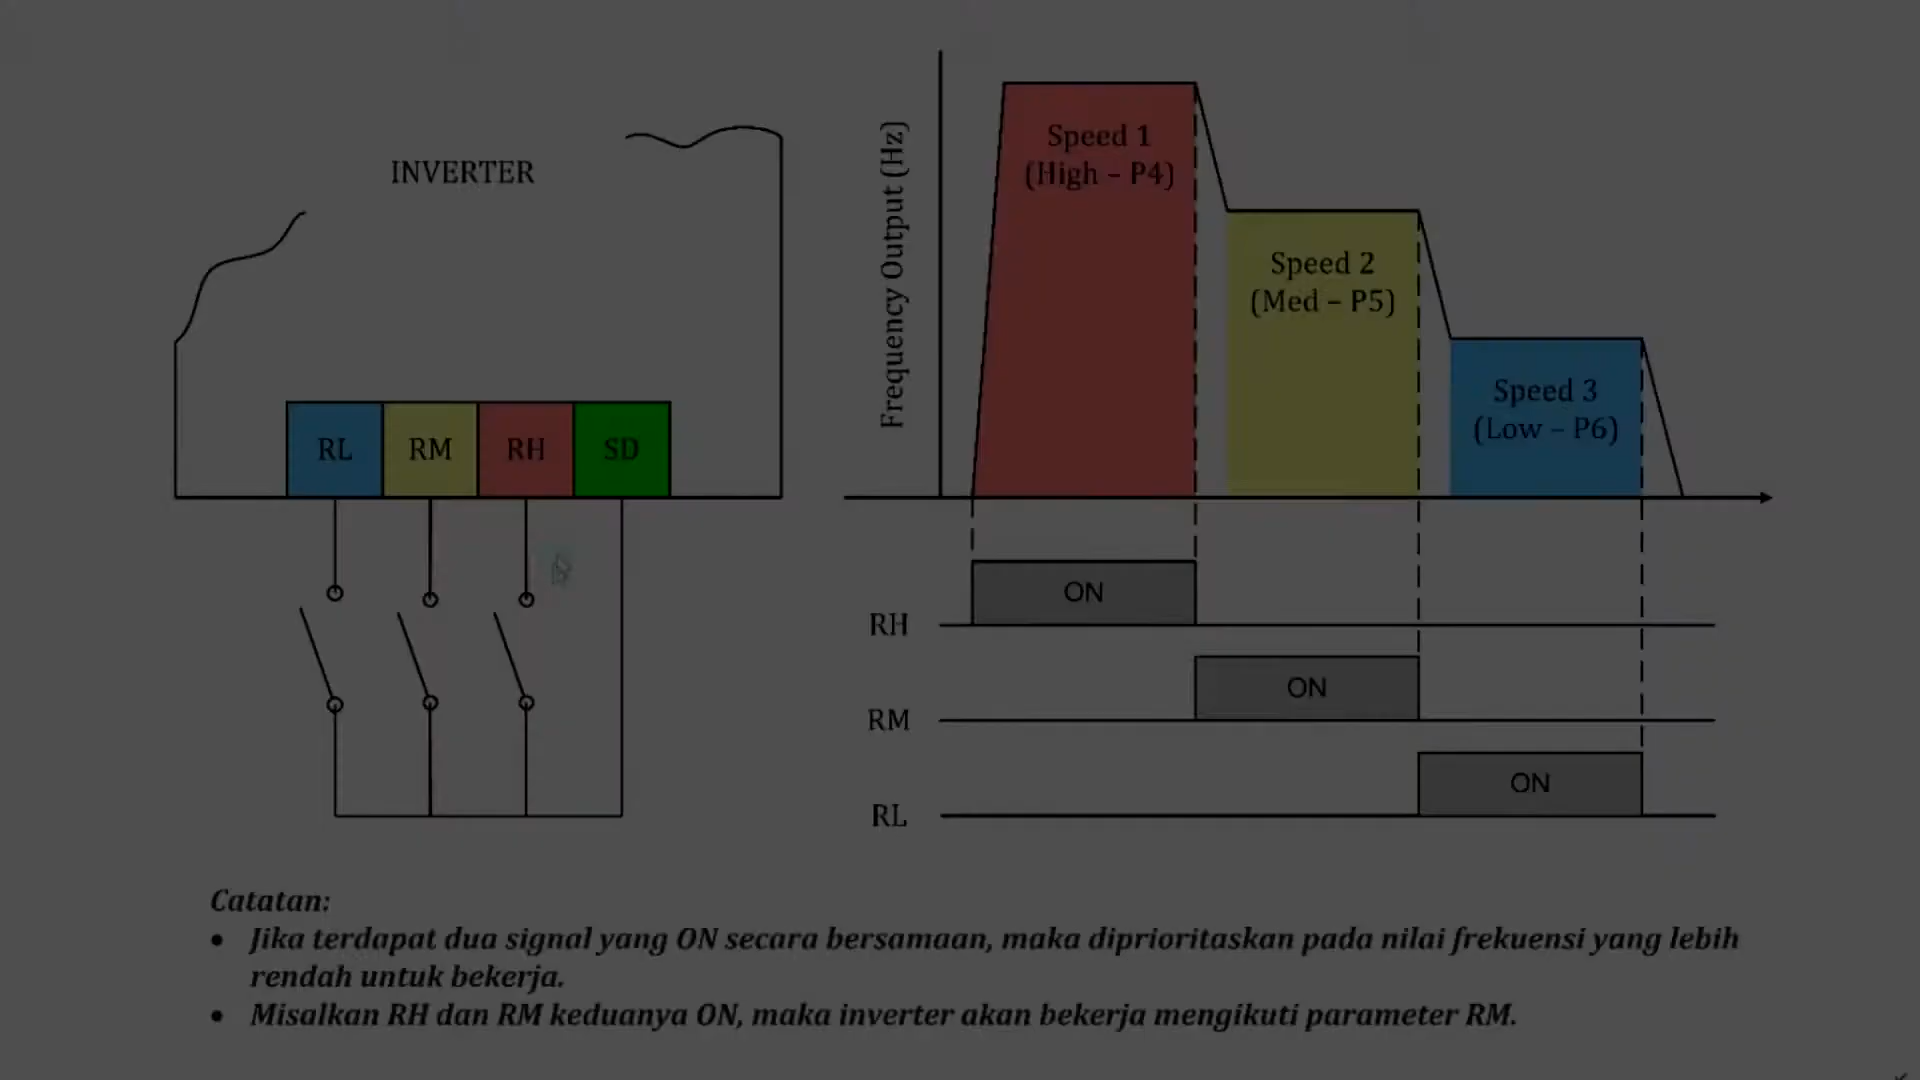 INVERTER
RL
RM
RH
SD
Frequency Output (Hz)
Speed 1
(High – P4)
Speed 2
(Med – P5)
Speed 3
(Low – P6)
RH
ON
RM
ON
RL
ON
Catatan:
• Jika terdapat dua signal yang ON secara bersamaan, maka diprioritaskan pada nilai frekuensi yang lebih
rendah untuk bekerja.
• Misalkan RH dan RM keduanya ON, maka inverter akan bekerja mengikuti parameter RM.